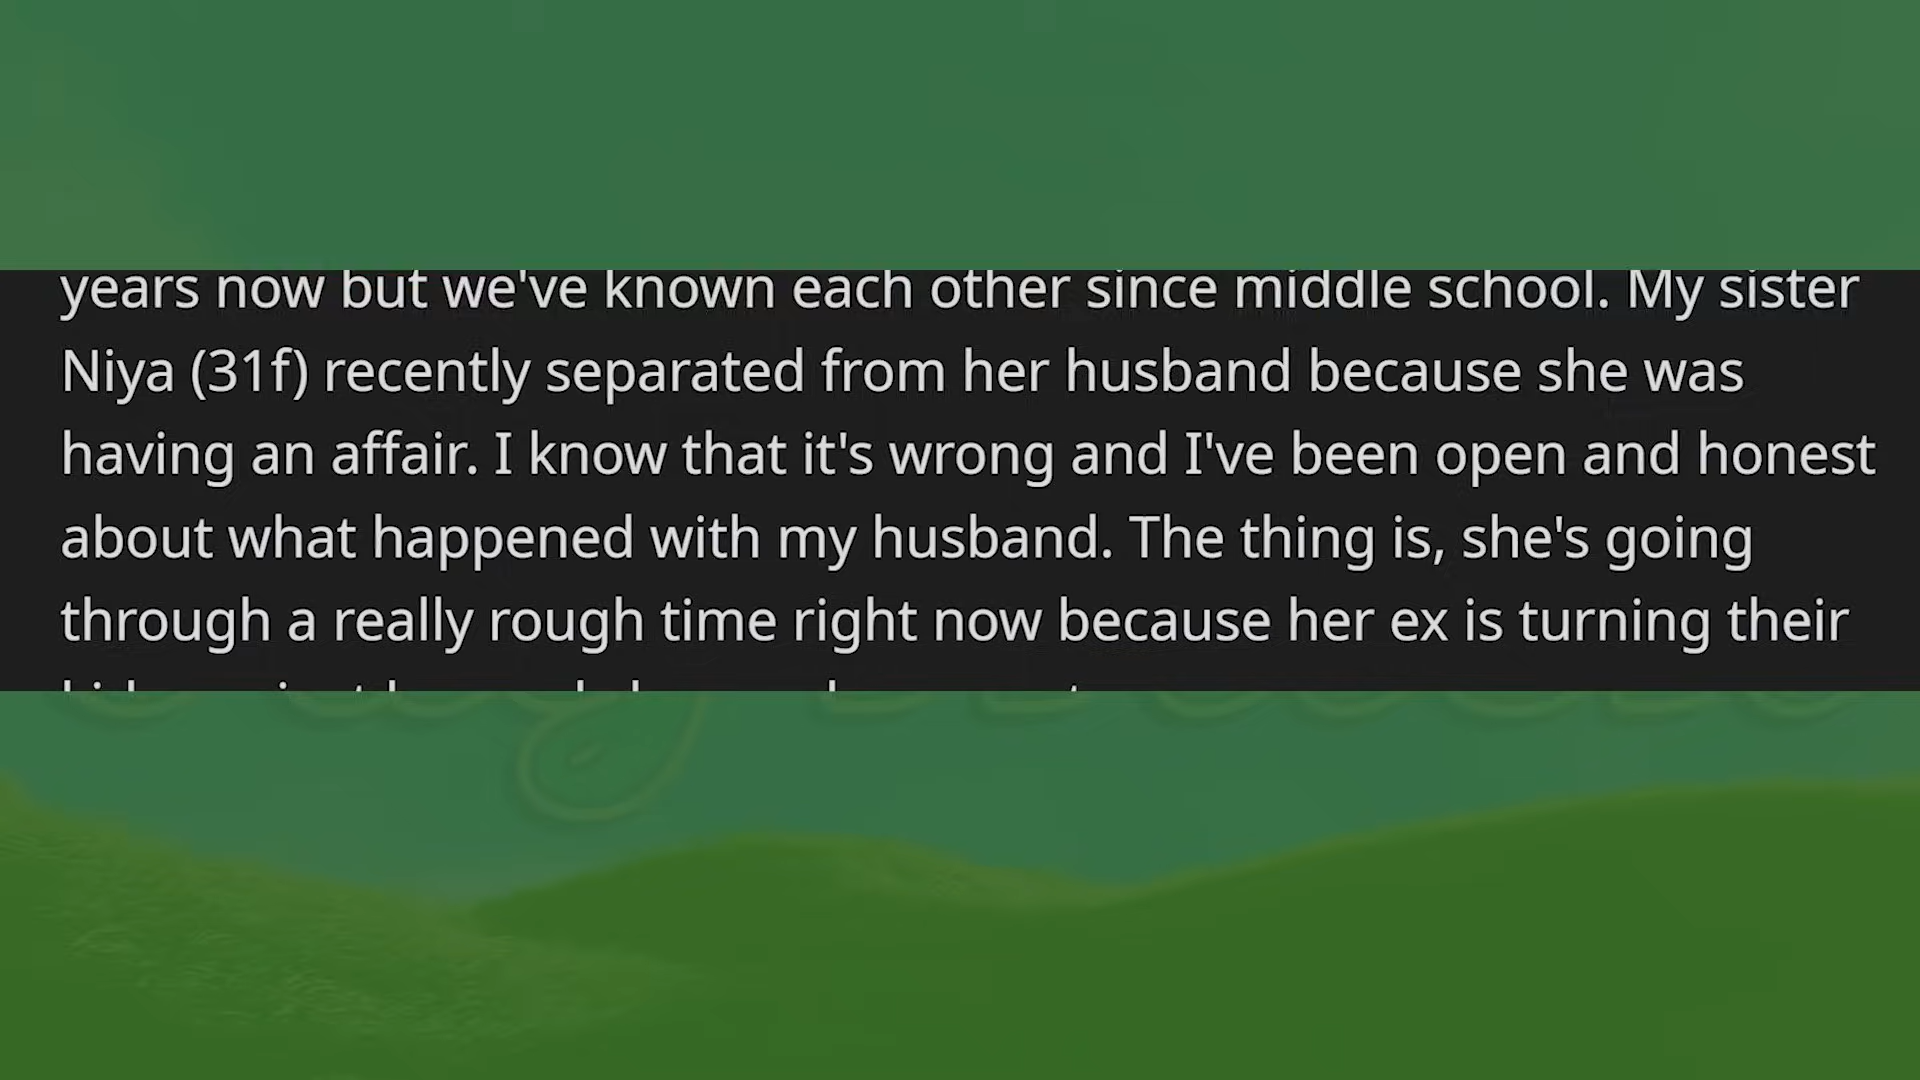 years now but we've known each other since middle school. My sister
Niya (31f) recently separated from her husband because she was
having an affair. I know that it's wrong and I've been open and honest
about what happened with my husband. The thing is, she's going
through a really rough time right now because her ex is turning their